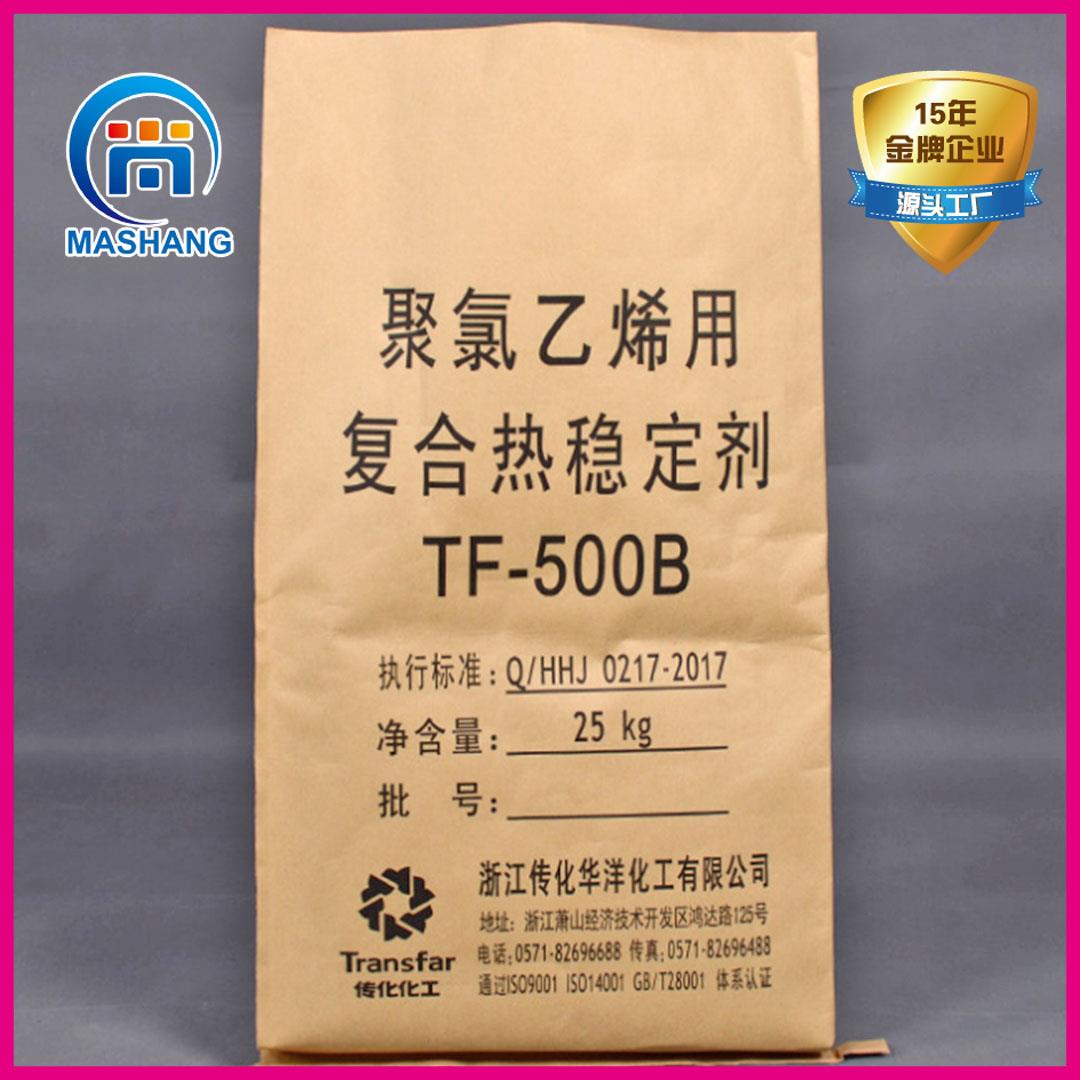 MASHANG
15年
金牌企业
源头工厂
聚氯乙烯用
复合热稳定剂
TF-500B
执行标准：Q/HHJ 0217-2017
净含量： 25 kg
批 号：
Transfar
传化化工
浙江传化华洋化工有限公司
地址：浙江萧山经济技术开发区鸿达路125号
电话：0571-82696688 传真：0571-82696488
通过ISO9001 ISO14001 GB/T28001 体系认证